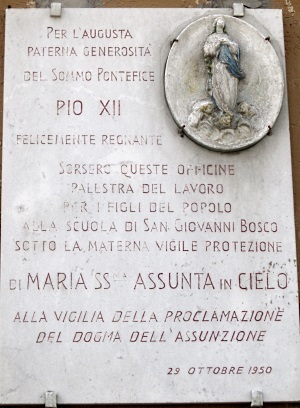 PER L'AUGUSTA
PATERNA GENEROSITÀ
DEL SOMMO PONTEFICE
PIO XII
FELICEMENTE REGNANTE
SORSERO QUESTE OFFICINE
PALESTRA DEL LAVORO
PER I FIGLI DEL POPOLO
ALLA SCUOLA DI SAN GIOVANNI BOSCO
SOTTO LA MATERNA VIGILE PROTEZIONE
DI MARIA SS.MA ASSUNTA IN CIELO
ALLA VIGILIA DELLA PROCLAMAZIONE
DEL DOGMA DELL'ASSUNZIONE
29 OTTOBRE 1950